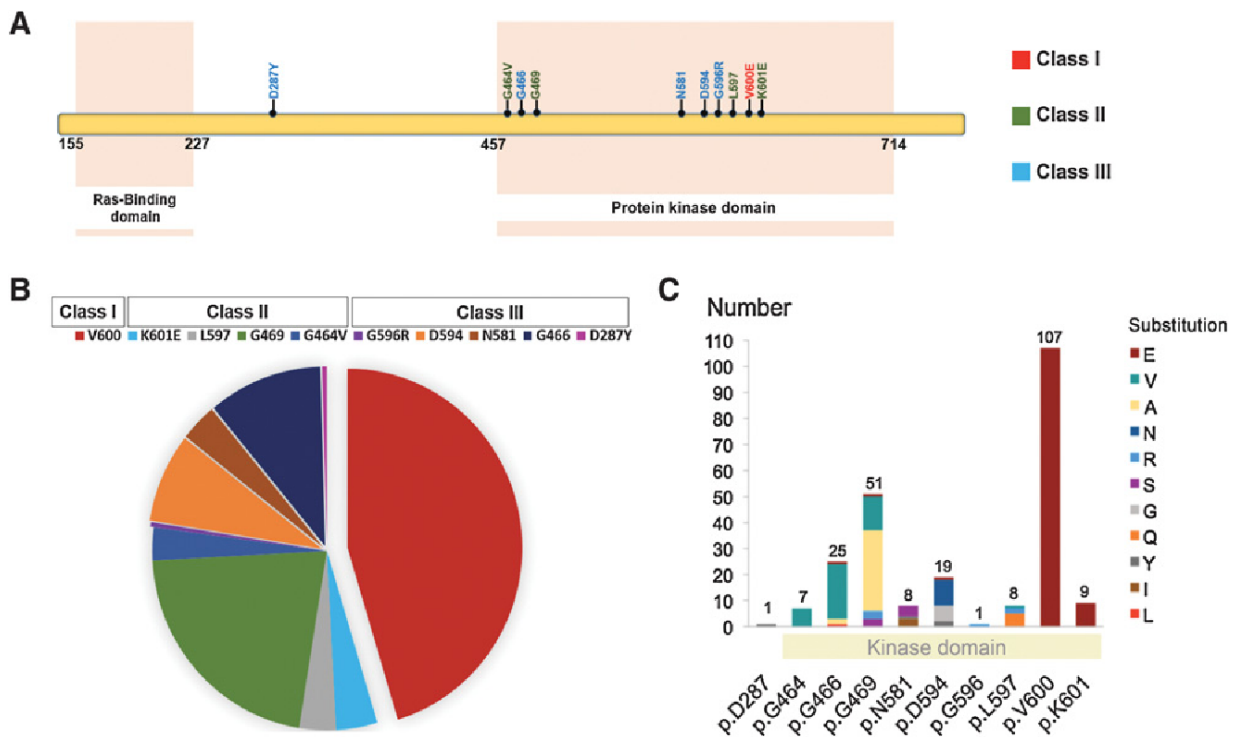 A
D287Y
G464V
G466
G469
N581
D594
G596R
L597
V600E
K601E
155
227
457
714
Ras-Binding
domain
Protein kinase domain
Class I
Class II
Class III
B
Class I Class II Class III
V600 K601E L597 G469 G464V G596R D594 N581 G466 D287Y
C
Number
110
100
90
80
70
60
50
40
30
20
10
0
1
7
25
51
8
19
1
8
107
9
Kinase domain
p.D287
p.G464
p.G466
p.G469
p.N581
p.D594
p.G596
p.L597
p.V600
p.K601
Substitution
E
V
A
N
R
S
G
Q
Y
I
L